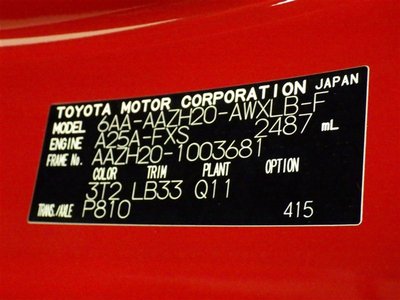 TOYOTA MOTOR CORPORATION JAPAN
MODEL 6AA-AAZH20-AWXLB-F
ENGINE A25A-FXS 2487 mL
FRAME No. AAZH20-1003681
COLOR TRIM PLANT OPTION
3T2 LB33 Q11
TRANS./AXLE P810 415